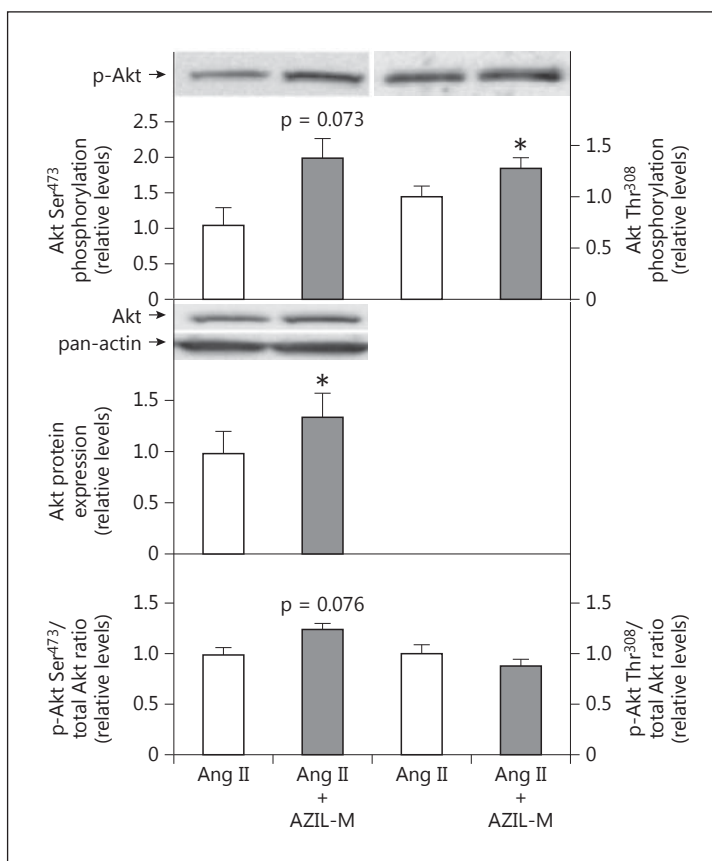 p-Akt
p = 0.073
*
2.5
2.0
1.5
1.0
0.5
0
Akt Ser473
phosphorylation
(relative levels)
1.5
1.0
0.5
0
Akt Thr308
phosphorylation
(relative levels)
Akt
pan-actin
*
1.5
1.0
0.5
0
Akt protein
expression
(relative levels)
p = 0.076
1.5
1.0
0.5
0
p-Akt Ser473/
total Akt ratio
(relative levels)
1.5
1.0
0.5
0
p-Akt Thr308/
total Akt ratio
(relative levels)
Ang II
Ang II
+
AZIL-M
Ang II
Ang II
+
AZIL-M